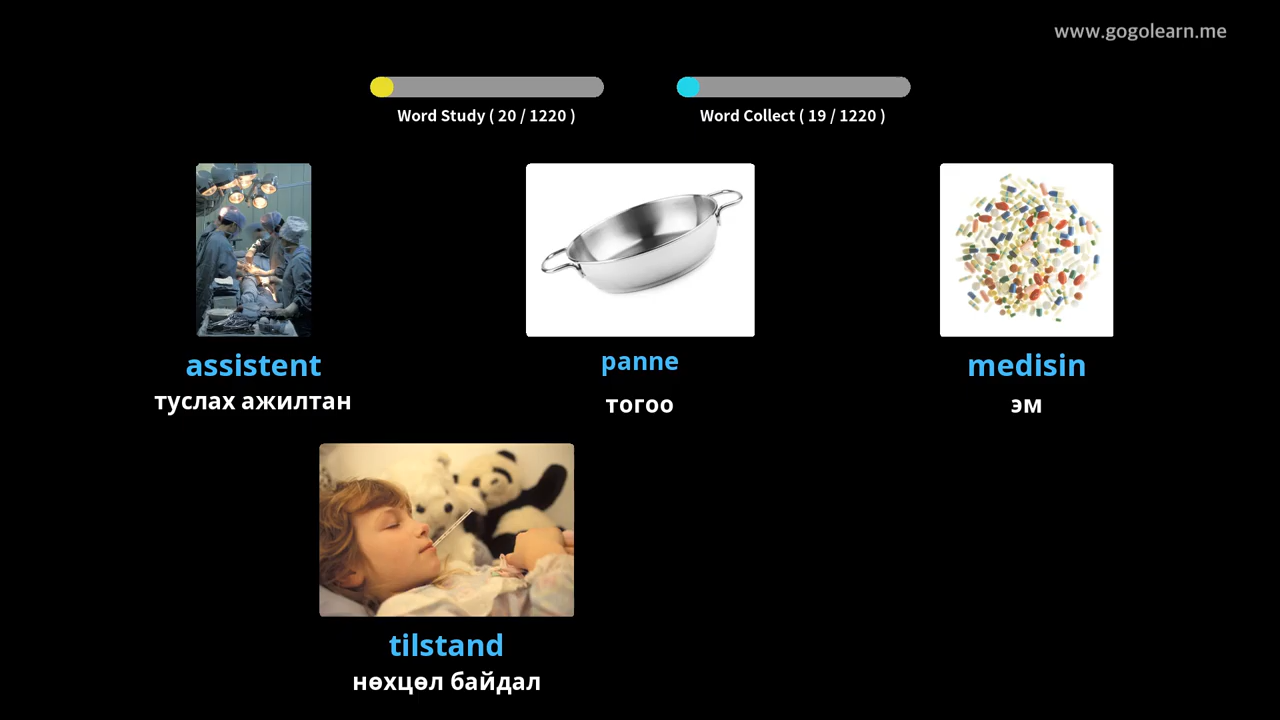 www.gogolearn.me
Word Study ( 20 / 1220 )
Word Collect ( 19 / 1220 )
assistent
туслах ажилтан
panne
тогоо
medisin
эм
tilstand
нөхцөл байдал